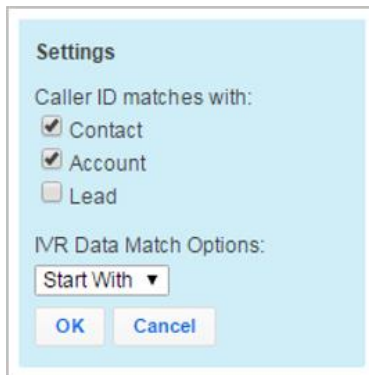 Settings
Caller ID matches with:
Contact
Account
Lead
IVR Data Match Options:
Start With
OK Cancel